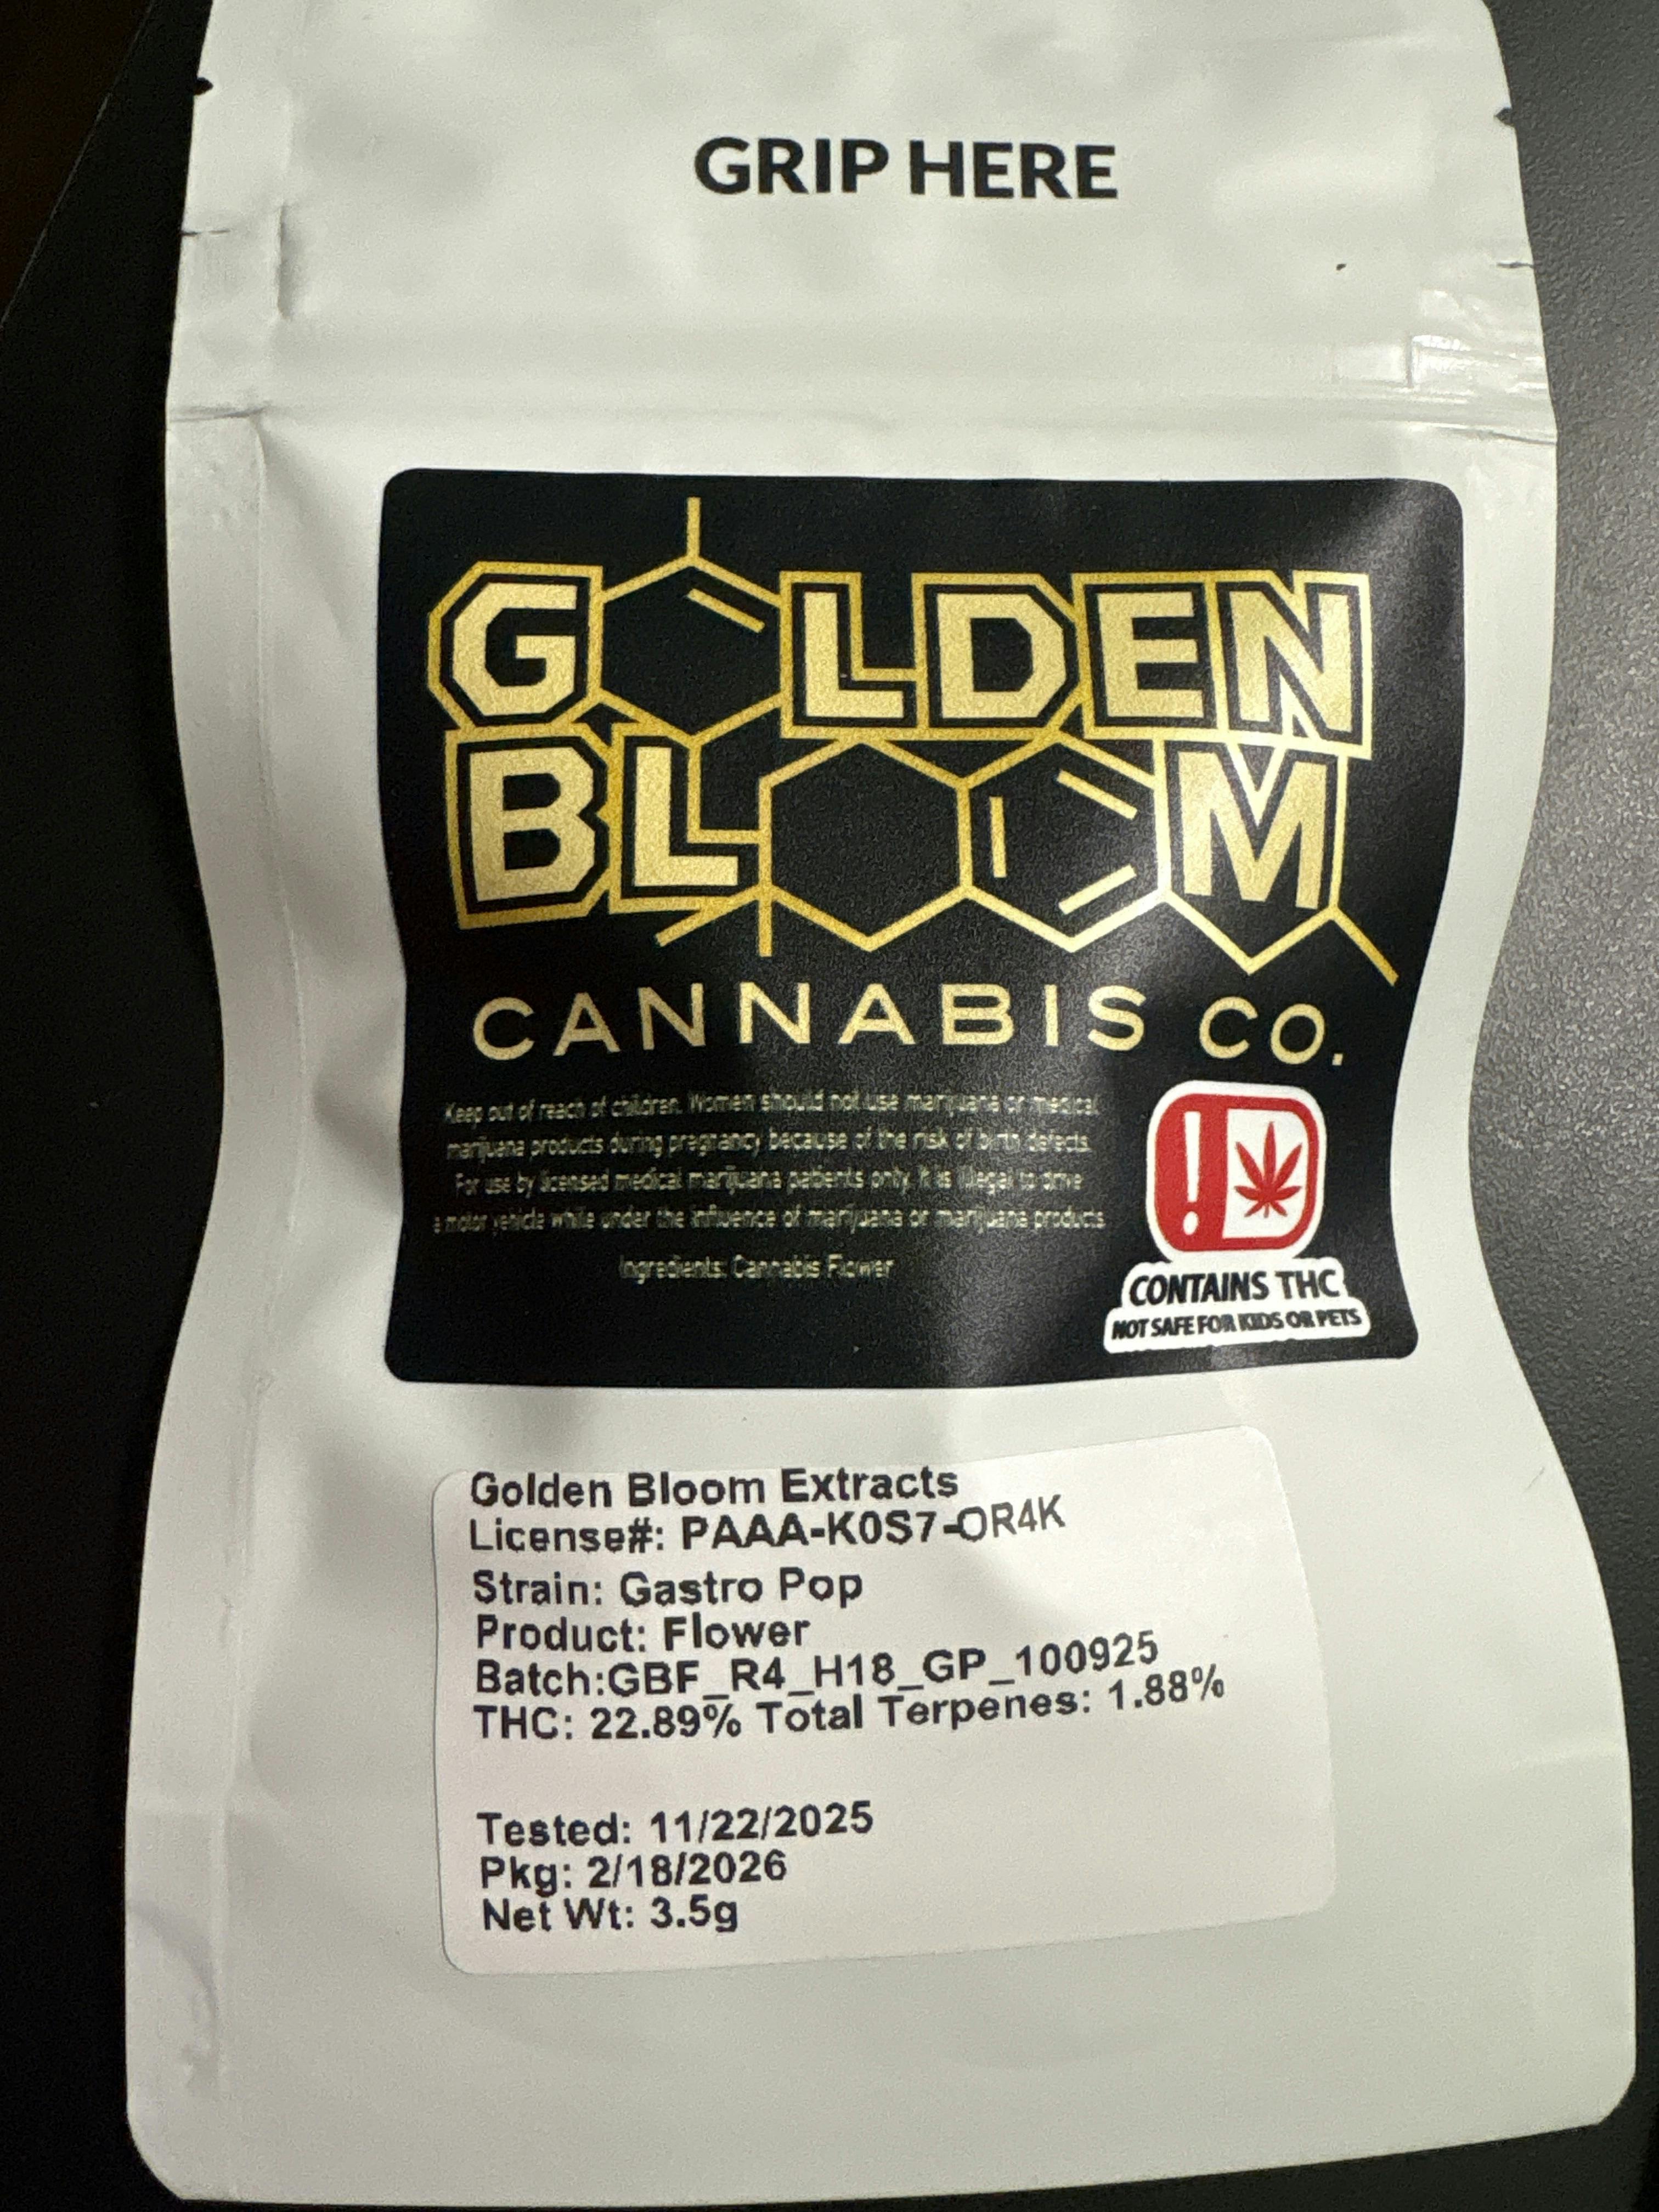 GRIP HERE
GOLDEN
BLOOM
CANNABIS CO.
Keep out of reach of children. Women should not use marijuana or medical
marijuana products during pregnancy because of the risk of birth defects.
For use by licensed medical marijuana patients only. It is illegal to drive
a motor vehicle while under the influence of marijuana or marijuana products.
Ingredients: Cannabis Flower
!
CONTAINS THC
NOT SAFE FOR KIDS OR PETS
Golden Bloom Extracts
License#: PAAA-K0S7-OR4K
Strain: Gastro Pop
Product: Flower
Batch:GBF_R4_H18_GP_100925
THC: 22.89% Total Terpenes: 1.88%
Tested: 11/22/2025
Pkg: 2/18/2026
Net Wt: 3.5g